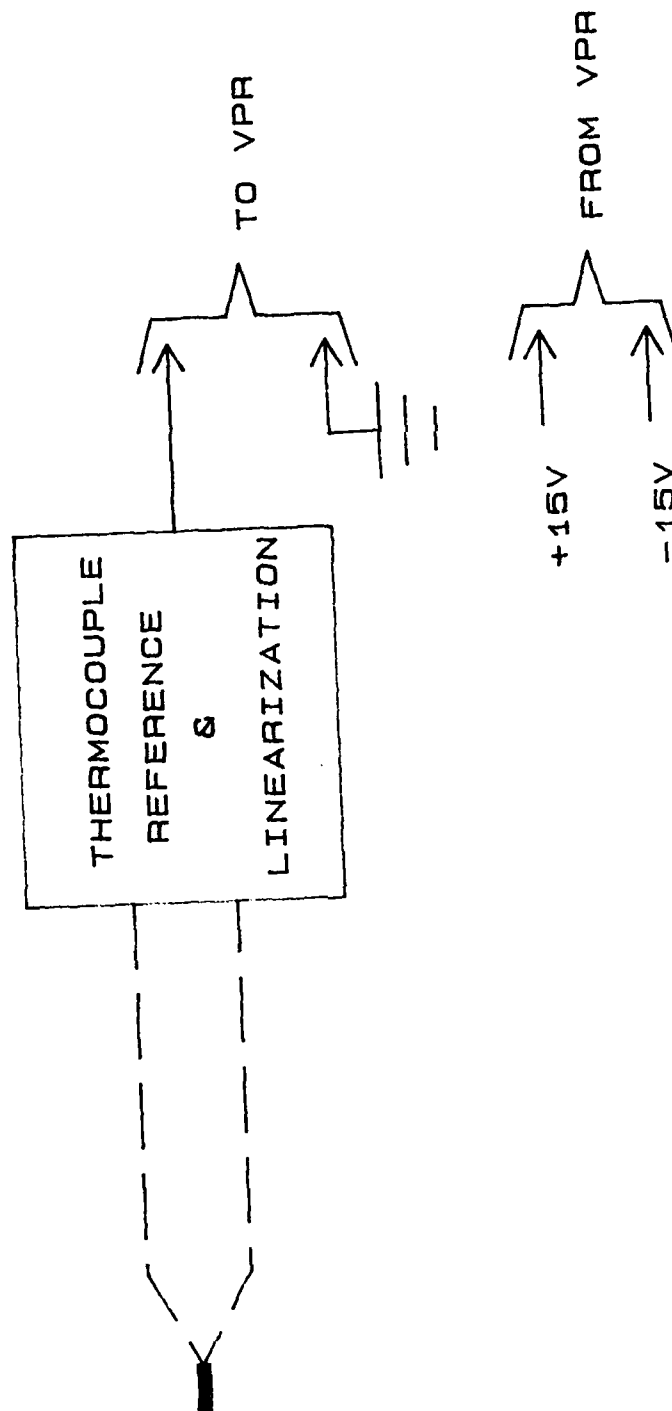 THERMOCOUPLE
REFERENCE
&
LINEARIZATION
TO VPR
+15V
-15V
FROM VPR